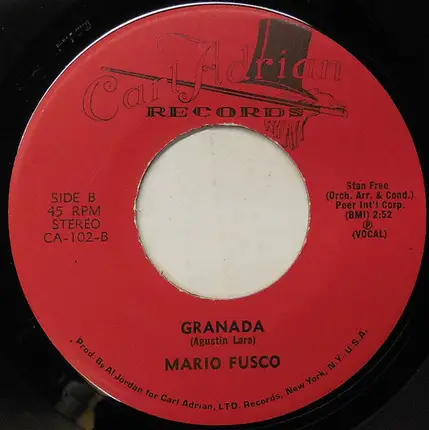 Carl Adrian
RECORDS
SIDE B
45 RPM
STEREO
CA-102-B
Stan Free
(Orch. Arr. & Cond.)
Peer Int'l Corp.
(BMI) 2:52
Ⓟ
(VOCAL)
GRANADA
(Agustin Lara)
MARIO FUSCO
Prod. By Al Jordan for Carl Adrian, LTD. Records, New York, N.Y. U.S.A.